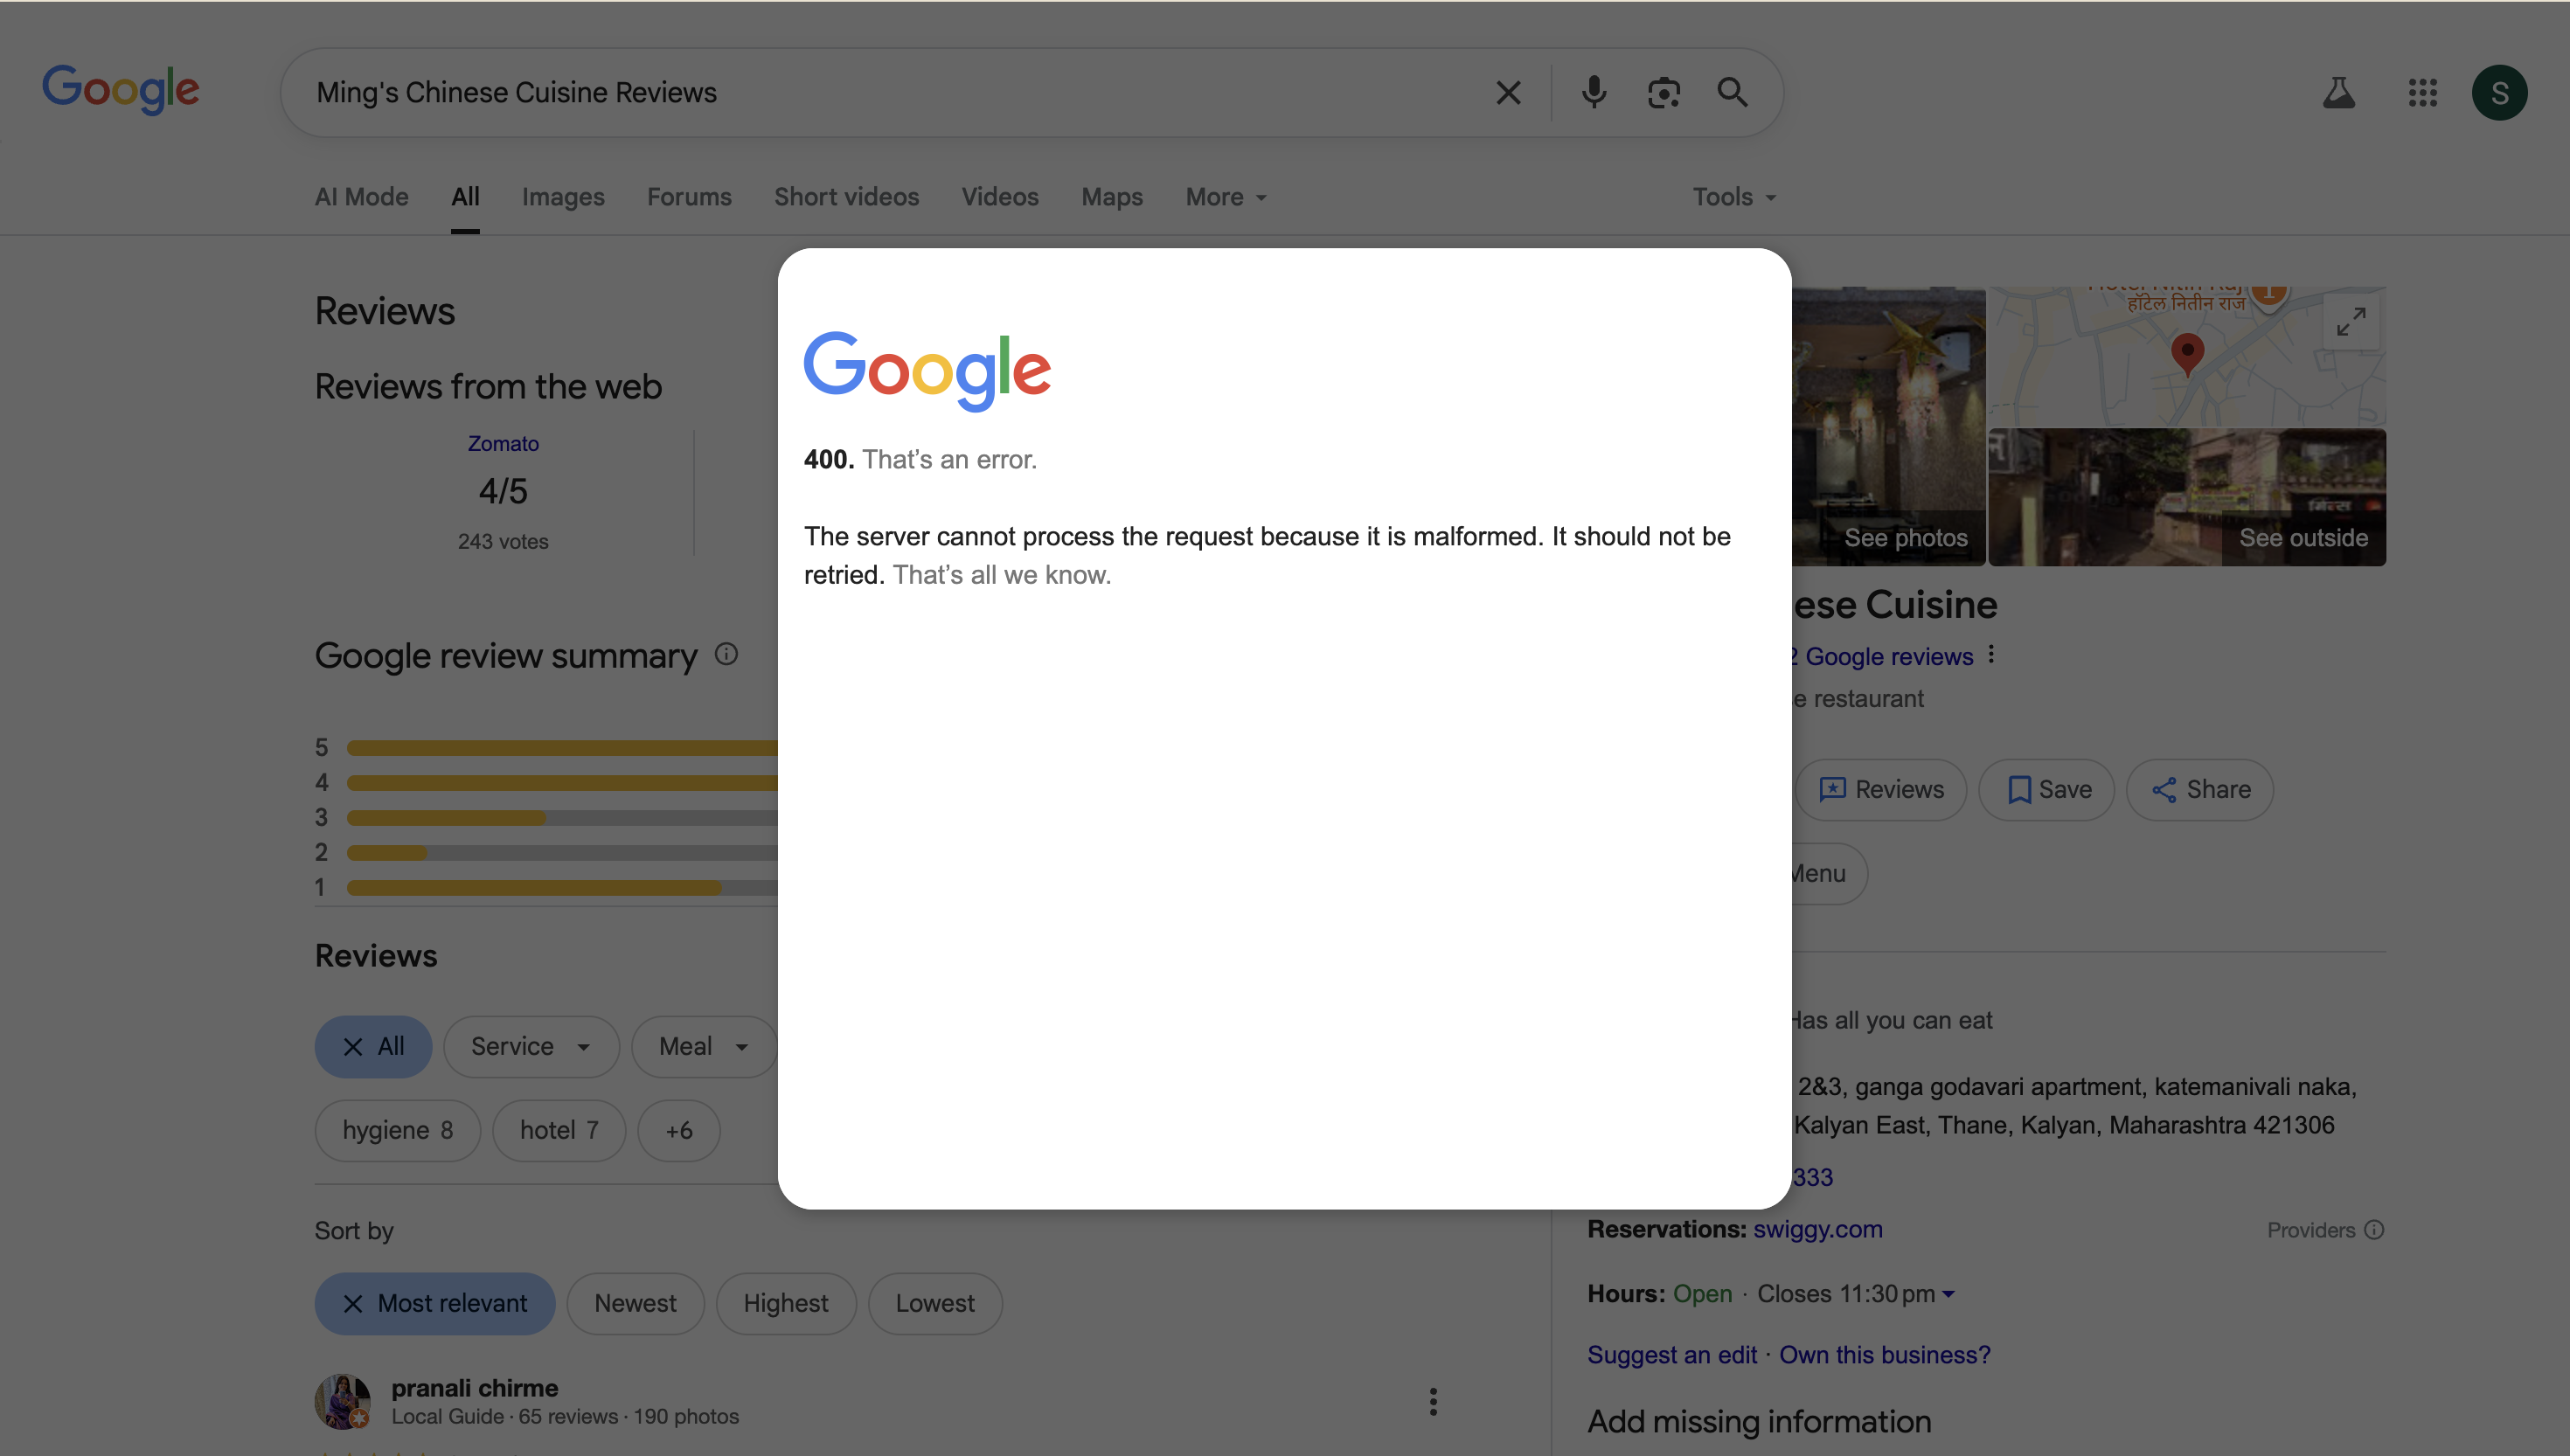 Google
Ming's Chinese Cuisine Reviews
S
AI Mode All Images Forums Short videos Videos Maps More Tools
Reviews
Reviews from the web
Zomato
4/5
243 votes
Google review summary
5
4
3
2
1
Reviews
All Service Meal
hygiene 8 hotel 7 +6
Sort by
Most relevant Newest Highest Lowest
pranali chirme
Local Guide · 65 reviews · 190 photos
Google
400. That’s an error.
The server cannot process the request because it is malformed. It should not be
retried. That’s all we know.
हॉटेल नितीन राज
See photos
See outside
ese Cuisine
2 Google reviews
e restaurant
Reviews Save Share
Menu
Has all you can eat
2&3, ganga godavari apartment, katemanivali naka,
Kalyan East, Thane, Kalyan, Maharashtra 421306
333
Reservations: swiggy.com Providers
Hours: Open · Closes 11:30 pm
Suggest an edit · Own this business?
Add missing information